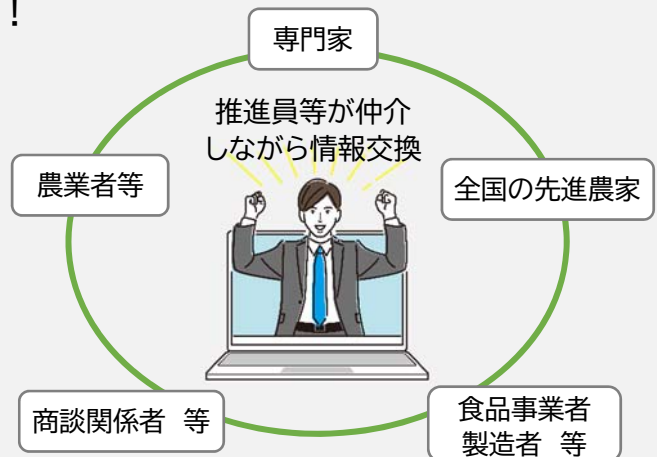 ！
専門家
推進員等が仲介
しながら情報交換
農業者等
全国の先進農家
商談関係者 等
食品事業者
製造者 等